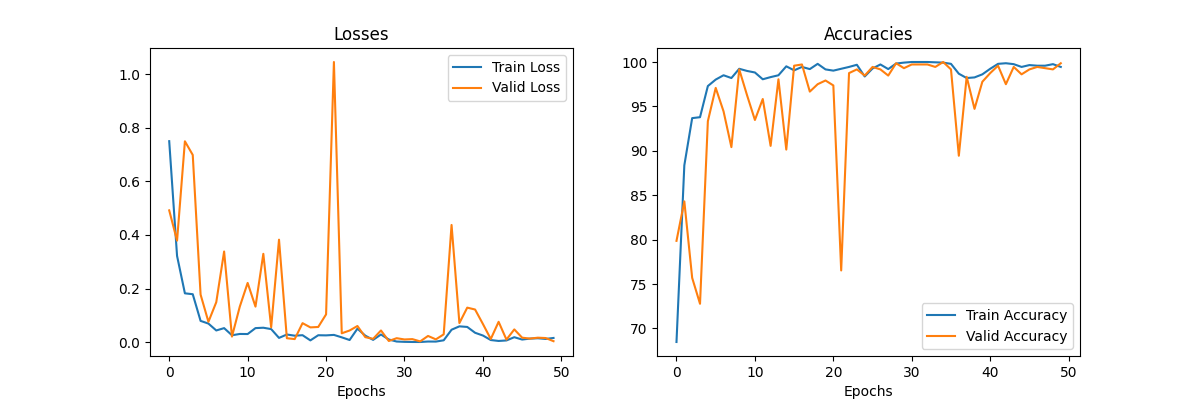 Losses
1.0
0.8
0.6
0.4
0.2
0.0
0 10 20 30 40 50
Epochs
Train Loss
Valid Loss
Accuracies
100
95
90
85
80
75
70
0 10 20 30 40 50
Epochs
Train Accuracy
Valid Accuracy